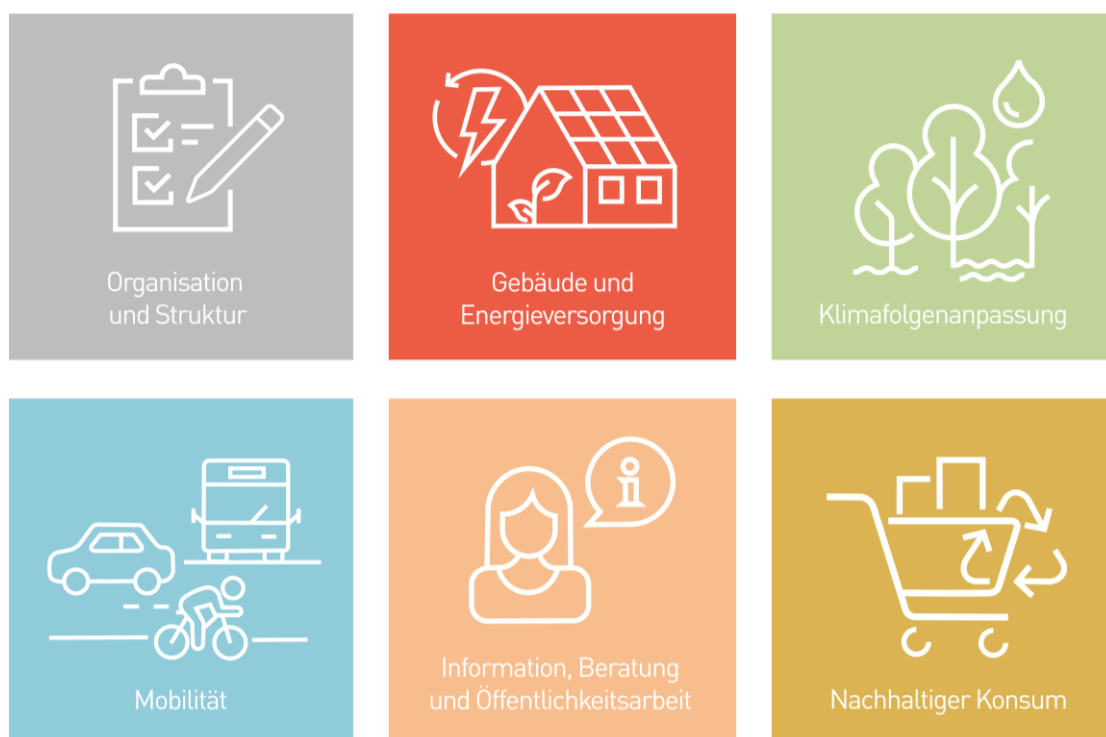 Organisation
und Struktur
Gebäude und
Energieversorgung
Klimafolgenanpassung
Mobilität
Information, Beratung
und Öffentlichkeitsarbeit
Nachhaltiger Konsum